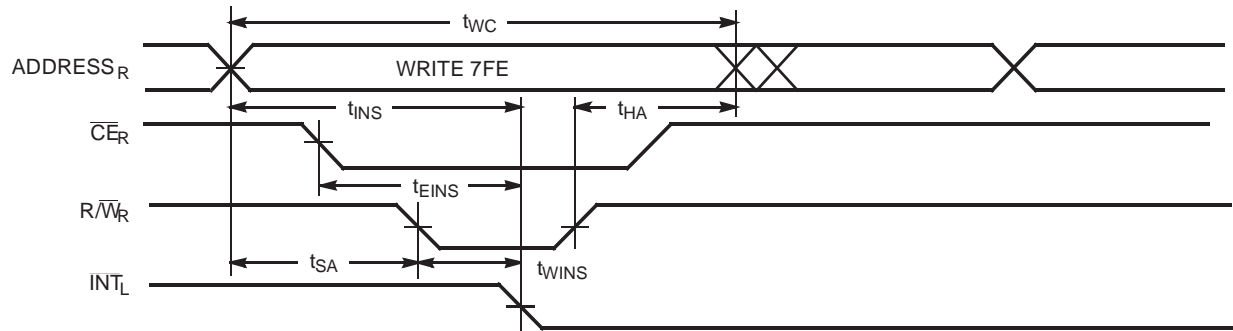 tWC
ADDRESSR WRITE 7FE
tINS tHA
CER
tEINS
R/WR
tSA tWINS
INTL